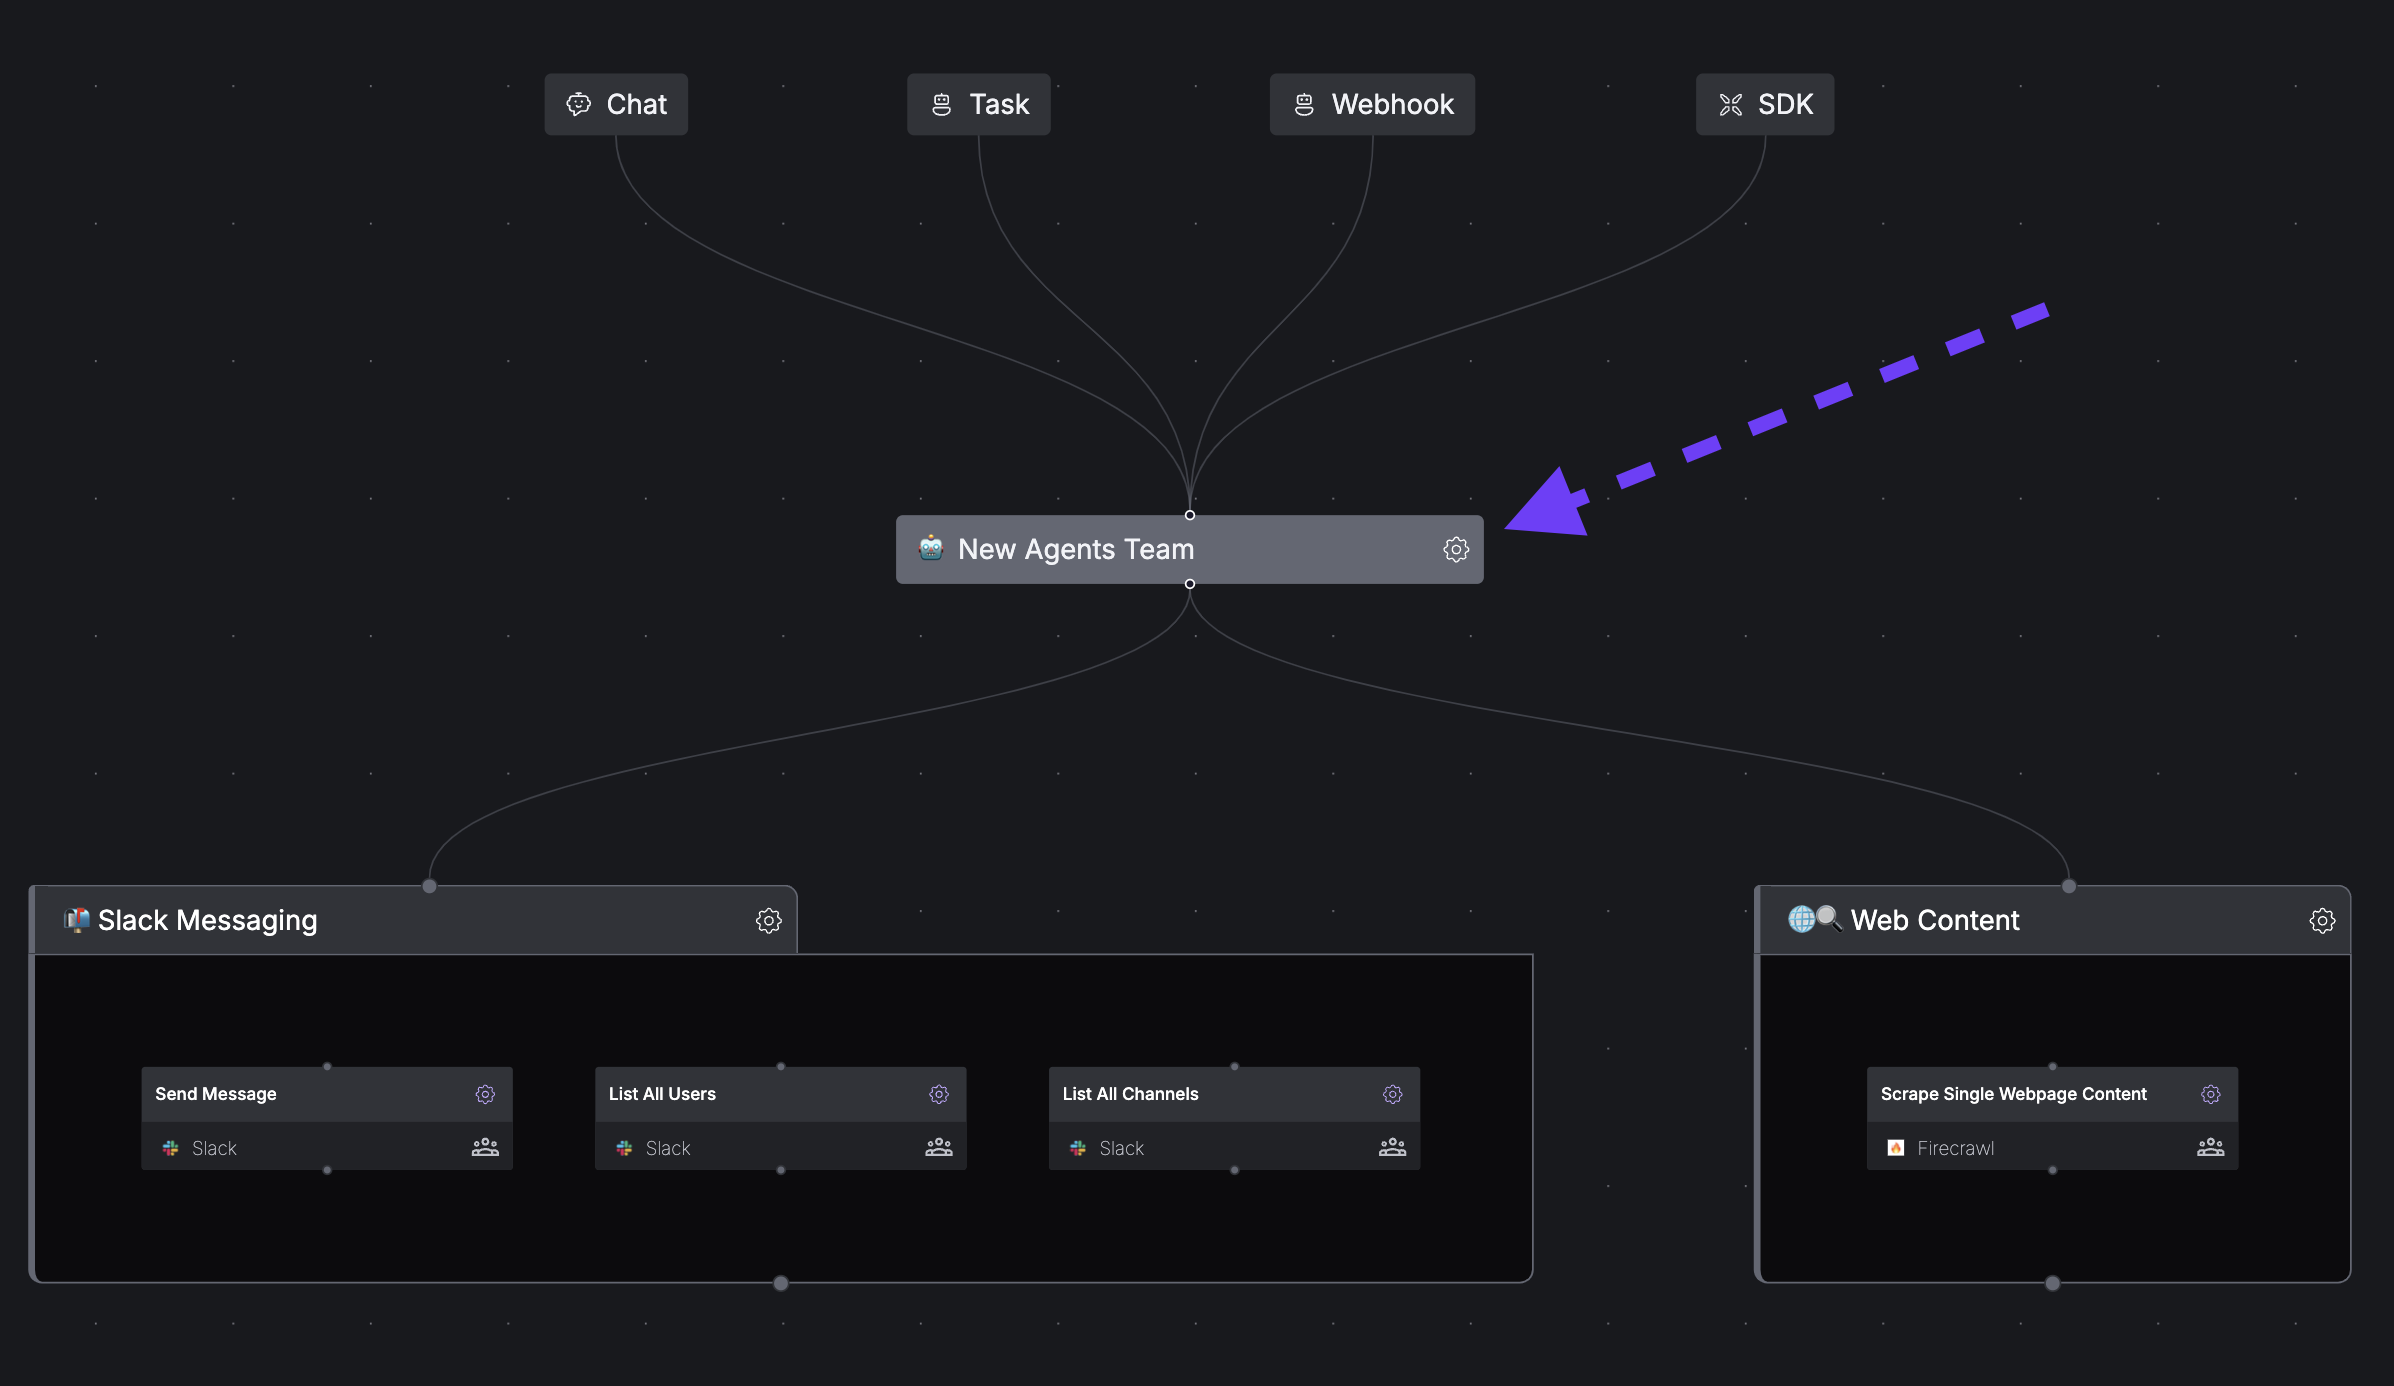 Chat
Task
Webhook
SDK
New Agents Team
Slack Messaging
Web Content
Send Message
List All Users
List All Channels
Scrape Single Webpage Content
Slack
Slack
Slack
Firecrawl